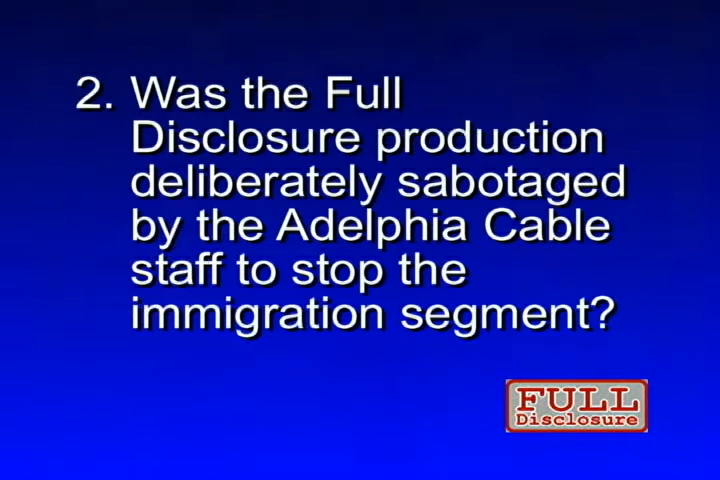 2. Was the Full
Disclosure production
deliberately sabotaged
by the Adelphia Cable
staff to stop the
immigration segment?
FULL
Disclosure